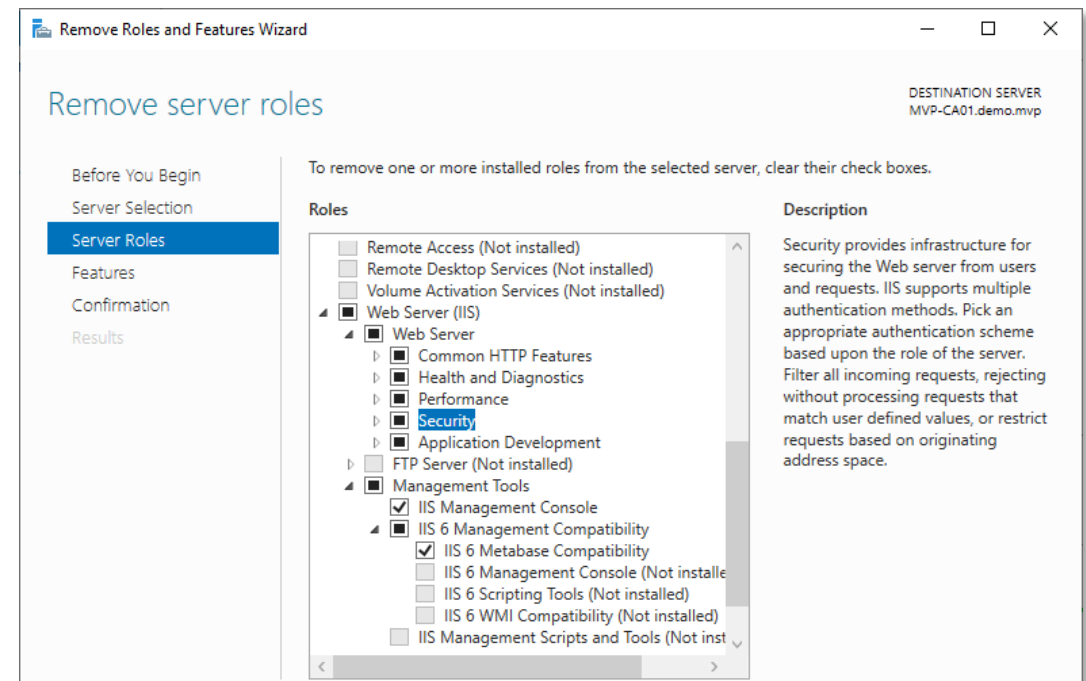 Remove Roles and Features Wizard
Remove server roles
DESTINATION SERVER
MVP-CA01.demo.mvp
Before You Begin
Server Selection
Server Roles
Features
Confirmation
Results
To remove one or more installed roles from the selected server, clear their check boxes.
Roles
Remote Access (Not installed)
Remote Desktop Services (Not installed)
Volume Activation Services (Not installed)
Web Server (IIS)
Web Server
Common HTTP Features
Health and Diagnostics
Performance
Security
Application Development
FTP Server (Not installed)
Management Tools
IIS Management Console
IIS 6 Management Compatibility
IIS 6 Metabase Compatibility
IIS 6 Management Console (Not installe
IIS 6 Scripting Tools (Not installed)
IIS 6 WMI Compatibility (Not installed)
IIS Management Scripts and Tools (Not inst
Description
Security provides infrastructure for
securing the Web server from users
and requests. IIS supports multiple
authentication methods. Pick an
appropriate authentication scheme
based upon the role of the server.
Filter all incoming requests, rejecting
without processing requests that
match user defined values, or restrict
requests based on originating
address space.